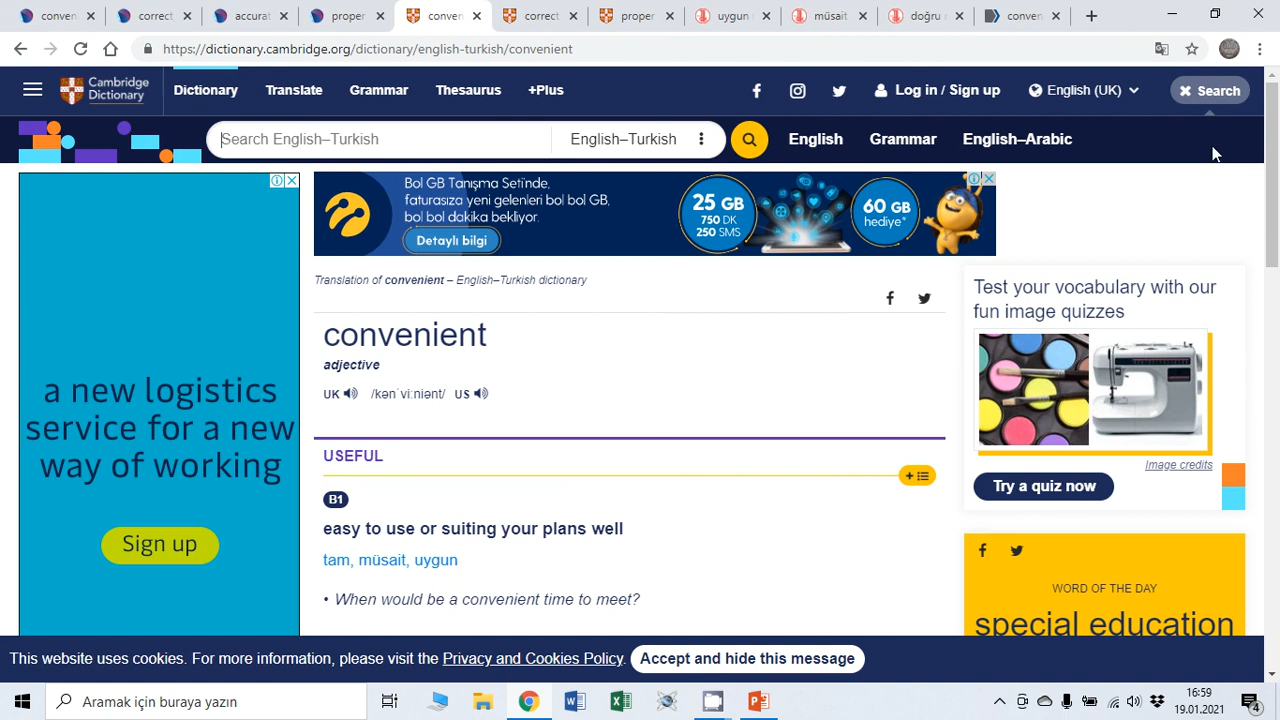 conven
correct
accurat
proper
conven
correct
proper
uygun
müsait
doğru
conven
https://dictionary.cambridge.org/dictionary/english-turkish/convenient
Cambridge
Dictionary
Dictionary
Translate
Grammar
Thesaurus
+Plus
Log in / Sign up
English (UK)
Search
Search English–Turkish
English–Turkish
English
Grammar
English–Arabic
Bol GB Tanışma Seti'nde,
faturasıza yeni gelenleri bol bol GB,
bol bol dakika bekliyor.
Detaylı bilgi
25 GB
750 DK
250 SMS
60 GB
hediye*
a new logistics
service for a new
way of working
Sign up
Translation of convenient – English–Turkish dictionary
convenient
adjective
UK /kənˈviːniənt/ US
USEFUL
B1
easy to use or suiting your plans well
tam, müsait, uygun
• When would be a convenient time to meet?
Test your vocabulary with our
fun image quizzes
Image credits
Try a quiz now
WORD OF THE DAY
special education
This website uses cookies. For more information, please visit the Privacy and Cookies Policy. Accept and hide this message
Aramak için buraya yazın
16:59
19.01.2021
4